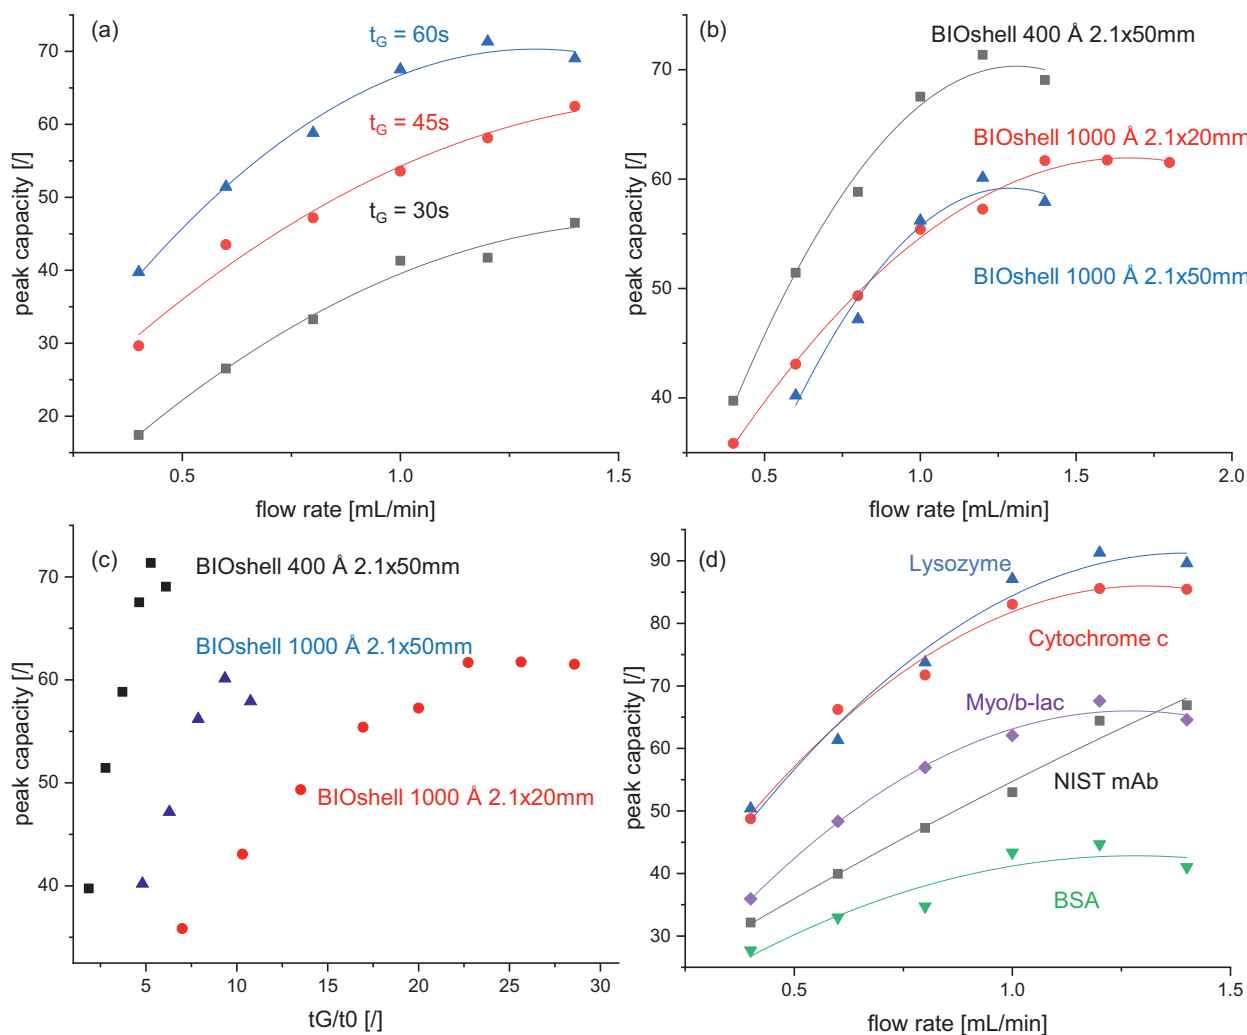 (a)
t_G = 60s
t_G = 45s
t_G = 30s
peak capacity [/]
70
60
50
40
30
20
0.5
1.0
1.5
flow rate [mL/min]
(b)
BIOshell 400 Å 2.1x50mm
BIOshell 1000 Å 2.1x20mm
BIOshell 1000 Å 2.1x50mm
peak capacity [/]
70
60
50
40
0.5
1.0
1.5
2.0
flow rate [mL/min]
(c)
BIOshell 400 Å 2.1x50mm
BIOshell 1000 Å 2.1x50mm
BIOshell 1000 Å 2.1x20mm
peak capacity [/]
70
60
50
40
5
10
15
20
25
30
tG/t0 [/]
(d)
Lysozyme
Cytochrome c
Myo/b-lac
NIST mAb
BSA
peak capacity [/]
90
80
70
60
50
40
30
0.5
1.0
1.5
flow rate [mL/min]